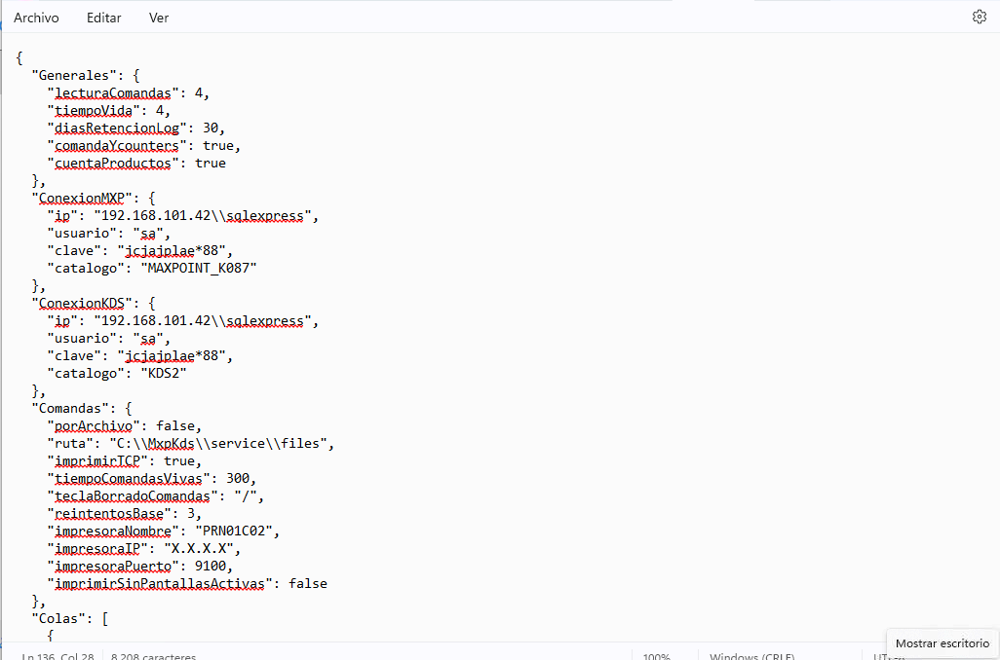 Archivo Editar Ver
{
"Generales": {
"lecturaComandas": 4,
"tiempoVida": 4,
"diasRetencionLog": 30,
"comandaYcounters": true,
"cuentaProductos": true
},
"ConexionMXP": {
"ip": "192.168.101.42\\sqlexpress",
"usuario": "sa",
"clave": "jcjajplae*88",
"catalogo": "MAXPOINT_K087"
},
"ConexionKDS": {
"ip": "192.168.101.42\\sqlexpress",
"usuario": "sa",
"clave": "jcjajplae*88",
"catalogo": "KDS2"
},
"Comandas": {
"porArchivo": false,
"ruta": "C:\\MxpKds\\service\\files",
"imprimirTCP": true,
"tiempoComandasVivas": 300,
"teclaBorradoComandas": "/",
"reintentosBase": 3,
"impresoraNombre": "PRN01C02",
"impresoraIP": "X.X.X.X",
"impresoraPuerto": 9100,
"imprimirSinPantallasActivas": false
},
"Colas": [
{
Mostrar escritorio
Ln 136, Col 28 8.208 caracteres 100% Windows (CRLF)